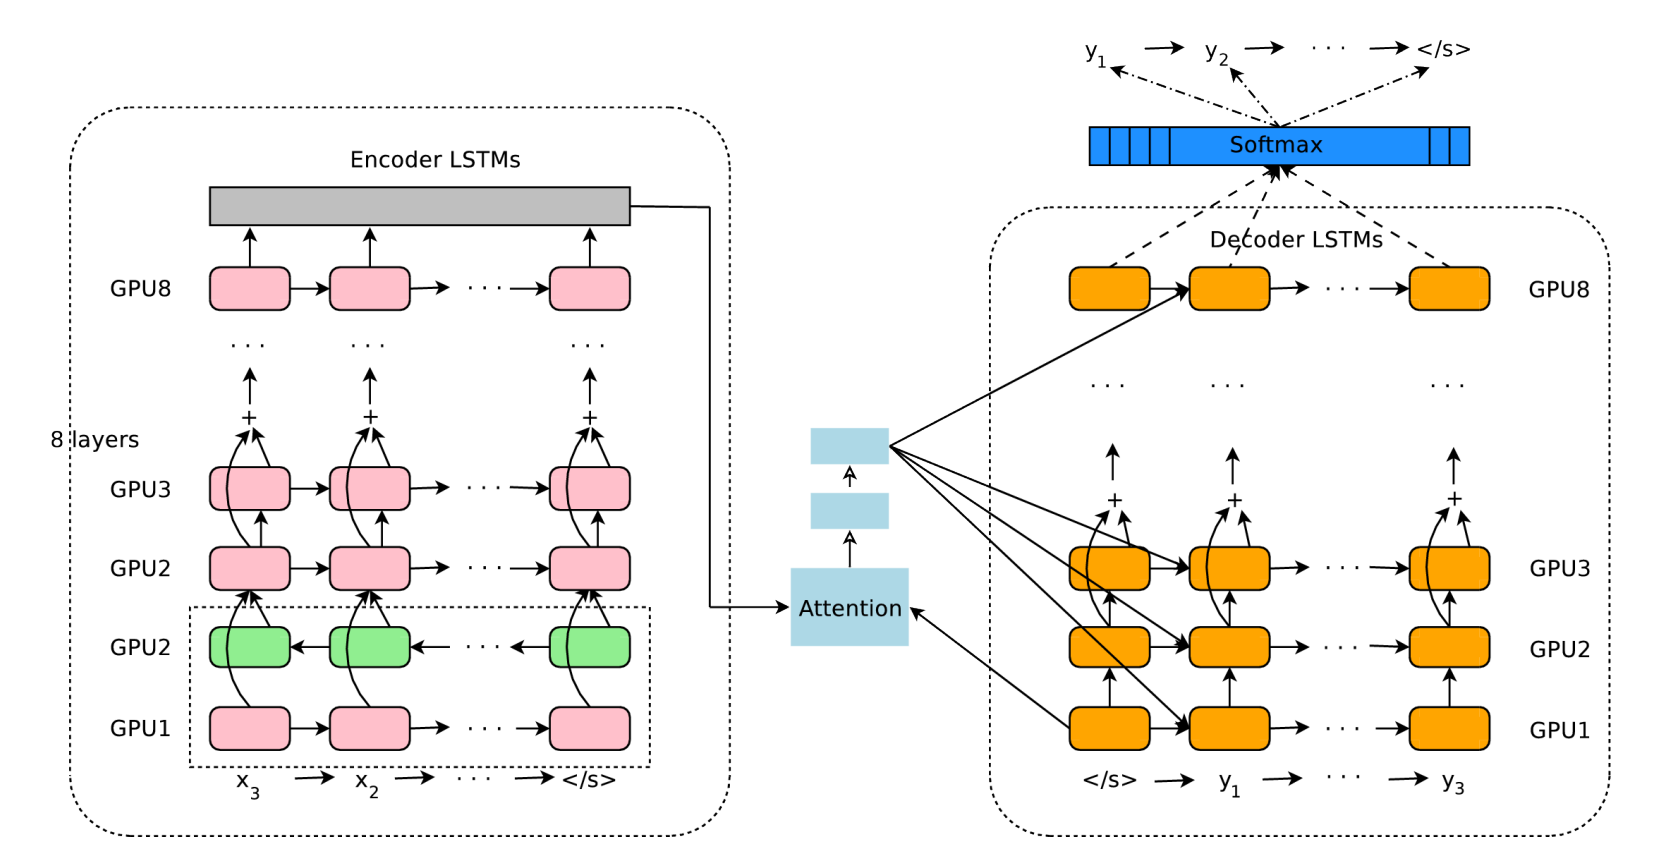 y1 y2 · · · </s>
Softmax
Encoder LSTMs
Decoder LSTMs
GPU8 · · ·
· · · GPU8
· · · · · · · · ·
· · · · · · · · ·
+ + +
8 layers
GPU3 · · ·
+ + +
GPU2 · · ·
· · · GPU3
Attention
GPU2 · · ·
· · · GPU2
GPU1 · · ·
· · · GPU1
x3 x2 · · · </s>
</s> y1 · · · y3